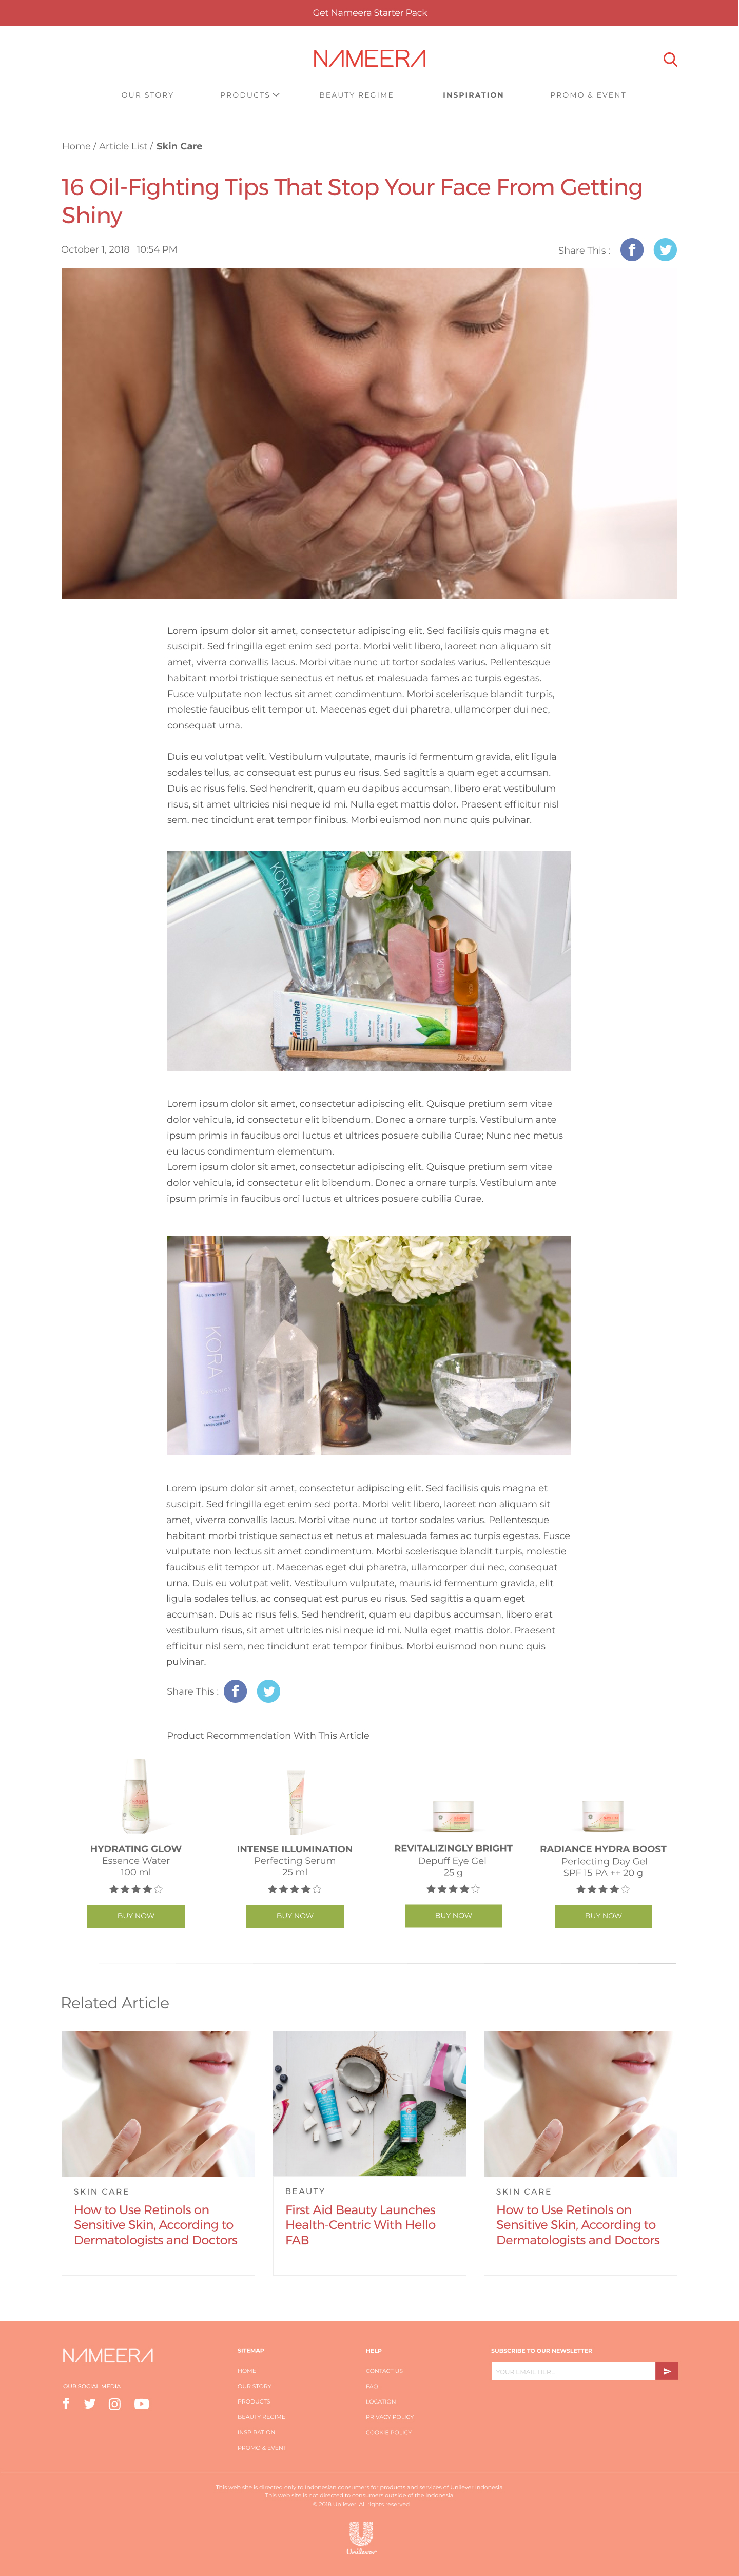 Get Nameera Starter Pack
NAMEERA
OUR STORY
PRODUCTS
BEAUTY REGIME
INSPIRATION
PROMO & EVENT
Home / Article List / Skin Care
16 Oil-Fighting Tips That Stop Your Face From Getting
Shiny
October 1, 2018 10:54 PM
Share This :
Lorem ipsum dolor sit amet, consectetur adipiscing elit. Sed facilisis quis magna et
suscipit. Sed fringilla eget enim sed porta. Morbi velit libero, laoreet non aliquam sit
amet, viverra convallis lacus. Morbi vitae nunc ut tortor sodales varius. Pellentesque
habitant morbi tristique senectus et netus et malesuada fames ac turpis egestas.
Fusce vulputate non lectus sit amet condimentum. Morbi scelerisque blandit turpis,
molestie faucibus elit tempor ut. Maecenas eget dui pharetra, ullamcorper dui nec,
consequat urna.
Duis eu volutpat velit. Vestibulum vulputate, mauris id fermentum gravida, elit ligula
sodales tellus, ac consequat est purus eu risus. Sed sagittis a quam eget accumsan.
Duis ac risus felis. Sed hendrerit, quam eu dapibus accumsan, libero erat vestibulum
risus, sit amet ultricies nisi neque id mi. Nulla eget mattis dolor. Praesent efficitur nisl
sem, nec tincidunt erat tempor finibus. Morbi euismod non nunc quis pulvinar.
KORA
KORA
KORA
KORA
himalaya
BOTANIQUE
Whitening
Complete Care
Lorem ipsum dolor sit amet, consectetur adipiscing elit. Quisque pretium sem vitae
dolor vehicula, id consectetur elit bibendum. Donec a ornare turpis. Vestibulum ante
ipsum primis in faucibus orci luctus et ultrices posuere cubilia Curae; Nunc nec metus
eu lacus condimentum elementum.
Lorem ipsum dolor sit amet, consectetur adipiscing elit. Quisque pretium sem vitae
dolor vehicula, id consectetur elit bibendum. Donec a ornare turpis. Vestibulum ante
ipsum primis in faucibus orci luctus et ultrices posuere cubilia Curae.
ALL SKIN TYPES
KORA
CALMING
LAVENDER MIST
Lorem ipsum dolor sit amet, consectetur adipiscing elit. Sed facilisis quis magna et
suscipit. Sed fringilla eget enim sed porta. Morbi velit libero, laoreet non aliquam sit
amet, viverra convallis lacus. Morbi vitae nunc ut tortor sodales varius. Pellentesque
habitant morbi tristique senectus et netus et malesuada fames ac turpis egestas. Fusce
vulputate non lectus sit amet condimentum. Morbi scelerisque blandit turpis, molestie
faucibus elit tempor ut. Maecenas eget dui pharetra, ullamcorper dui nec, consequat
urna. Duis eu volutpat velit. Vestibulum vulputate, mauris id fermentum gravida, elit
ligula sodales tellus, ac consequat est purus eu risus. Sed sagittis a quam eget
accumsan. Duis ac risus felis. Sed hendrerit, quam eu dapibus accumsan, libero erat
vestibulum risus, sit amet ultricies nisi neque id mi. Nulla eget mattis dolor. Praesent
efficitur nisl sem, nec tincidunt erat tempor finibus. Morbi euismod non nunc quis
pulvinar.
Share This :
Product Recommendation With This Article
HYDRATING GLOW
Essence Water
100 ml
BUY NOW
INTENSE ILLUMINATION
Perfecting Serum
25 ml
BUY NOW
REVITALIZINGLY BRIGHT
Depuff Eye Gel
25 g
BUY NOW
RADIANCE HYDRA BOOST
Perfecting Day Gel
SPF 15 PA ++ 20 g
BUY NOW
Related Article
SKIN CARE
How to Use Retinols on
Sensitive Skin, According to
Dermatologists and Doctors
BEAUTY
First Aid Beauty Launches
Health-Centric With Hello
FAB
SKIN CARE
How to Use Retinols on
Sensitive Skin, According to
Dermatologists and Doctors
NAMEERA
OUR SOCIAL MEDIA
SITEMAP
HOME
OUR STORY
PRODUCTS
BEAUTY REGIME
INSPIRATION
PROMO & EVENT
HELP
CONTACT US
FAQ
LOCATION
PRIVACY POLICY
COOKIE POLICY
SUBSCRIBE TO OUR NEWSLETTER
YOUR EMAIL HERE
This web site is directed only to Indonesian consumers for products and services of Unilever Indonesia.
This web site is not directed to consumers outside of the Indonesia.
© 2018 Unilever. All rights reserved
Unilever